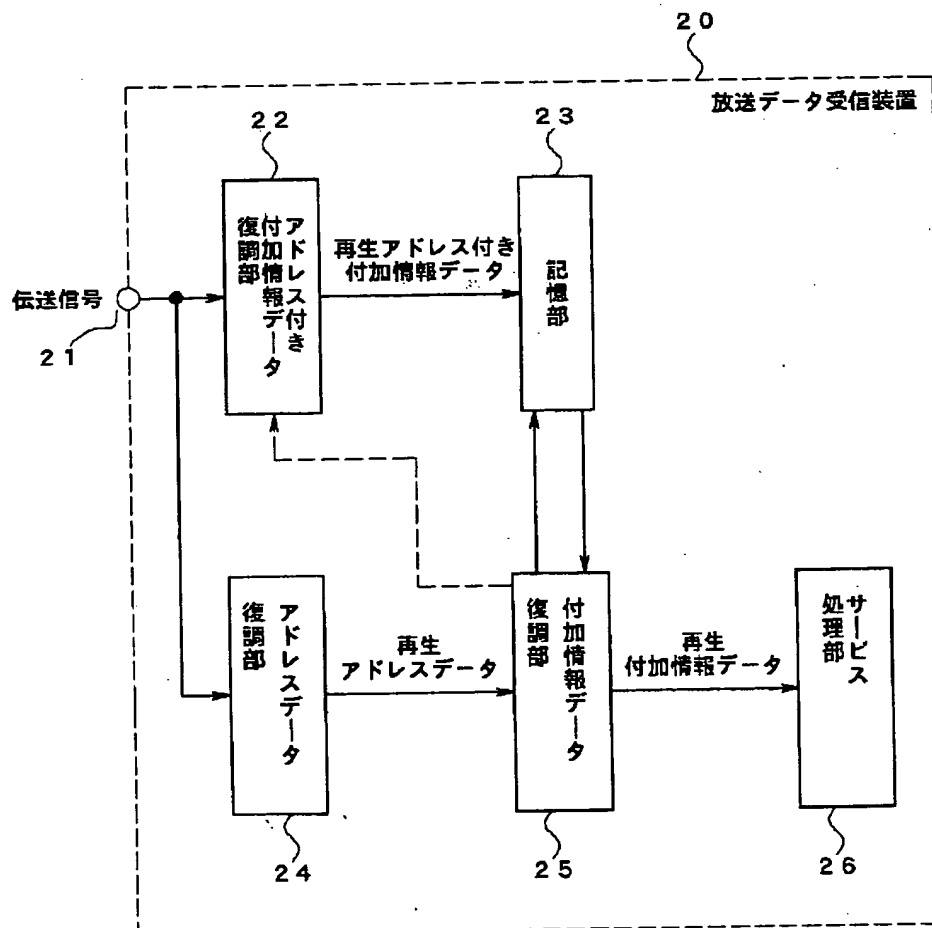 ２０
放送データ受信装置
２２
２３
アドレス付き
付加情報データ
復調部
再生アドレス付き
付加情報データ
記憶部
伝送信号
２１
アドレスデータ
復調部
再生
アドレスデータ
付加情報データ
復調部
再生
付加情報データ
サービス
処理部
２４
２５
２６